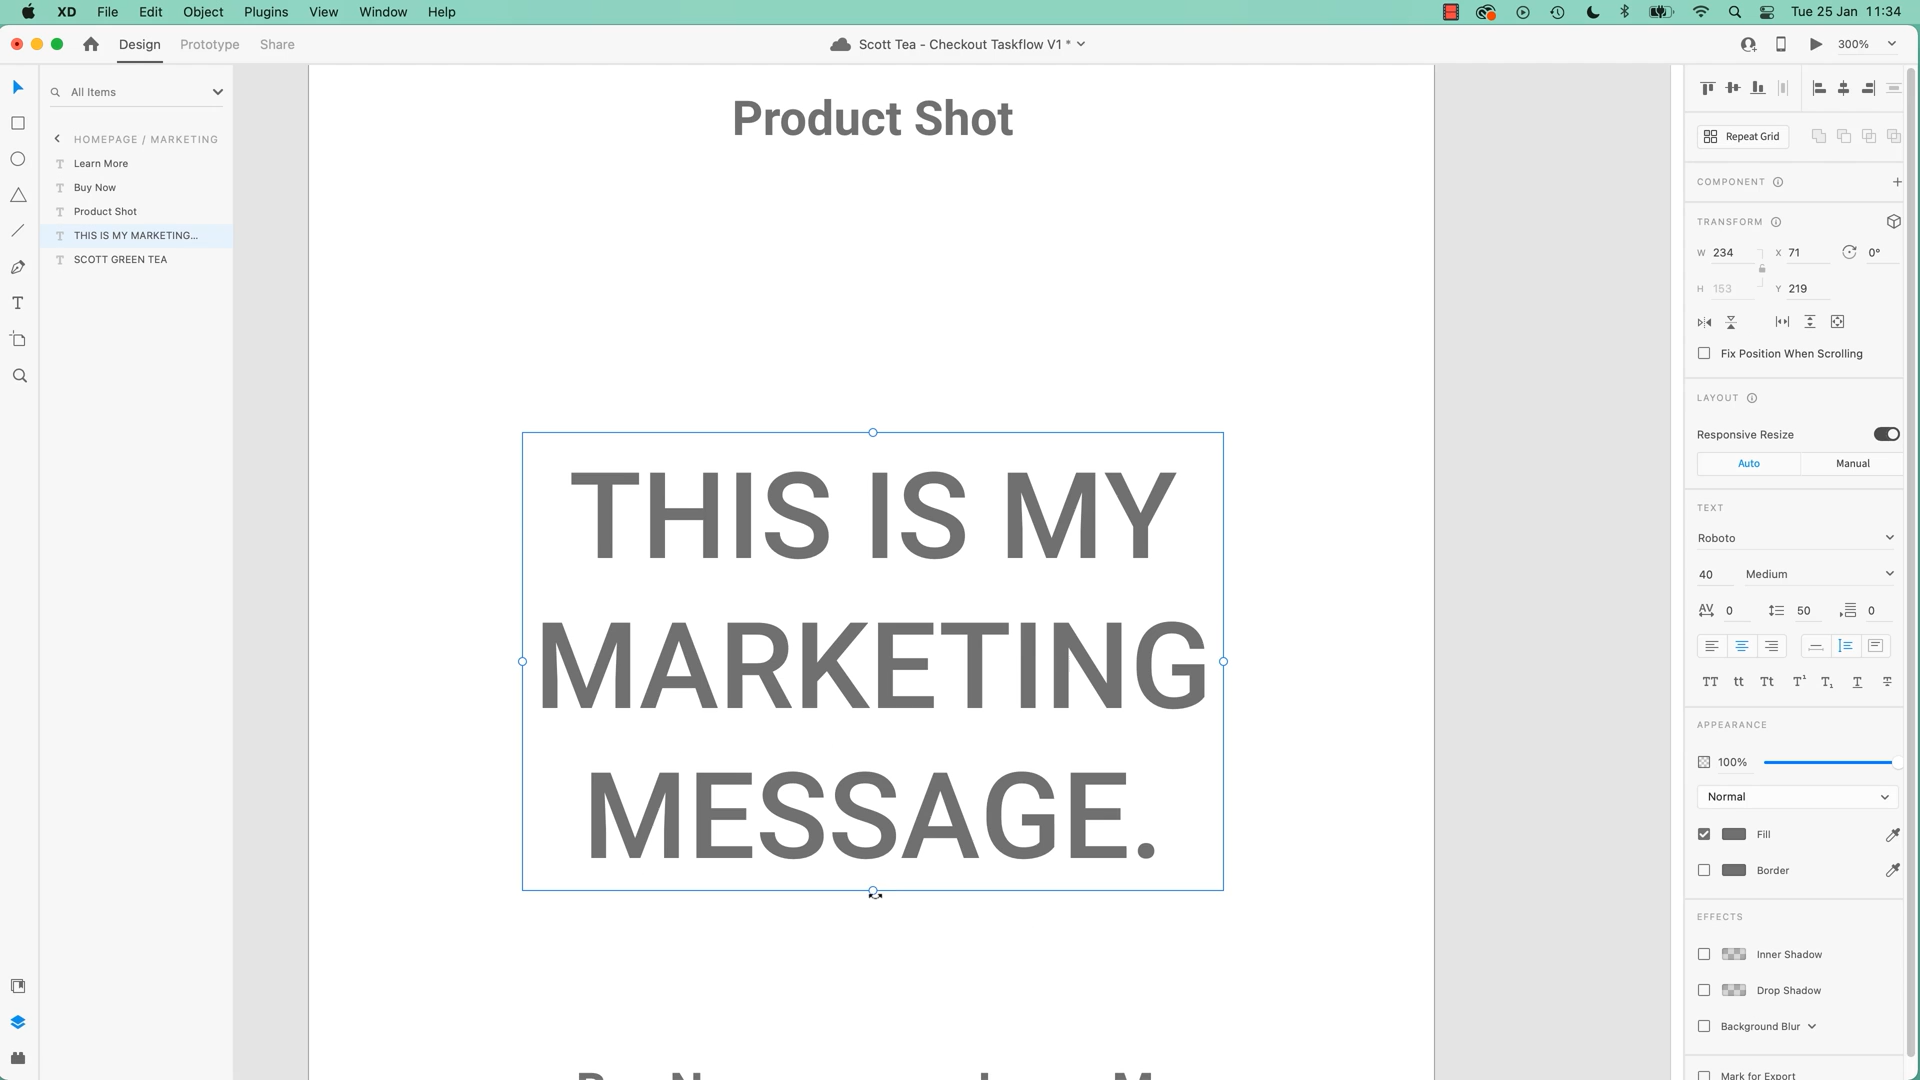 XD File Edit Object Plugins View Window Help Tue 25 Jan 11:34
Design Prototype Share Scott Tea - Checkout Taskflow V1 * 300%
All Items
HOMEPAGE / MARKETING
Learn More
Buy Now
Product Shot
THIS IS MY MARKETING...
SCOTT GREEN TEA
Product Shot
THIS IS MY
MARKETING
MESSAGE.
Repeat Grid
COMPONENT
TRANSFORM
W 234 X 71 0°
H 153 Y 219
Fix Position When Scrolling
LAYOUT
Responsive Resize
Auto Manual
TEXT
Roboto
40 Medium
AV 0 50 0
TT tt Tt T¹ T₁ T T
APPEARANCE
100%
Normal
Fill
Border
EFFECTS
Inner Shadow
Drop Shadow
Background Blur
Mark for Export